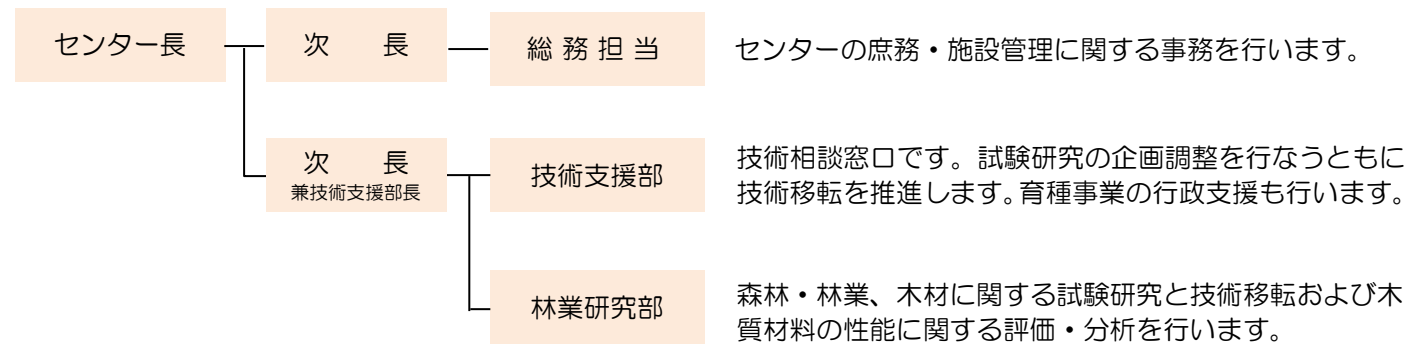 センター長
次　　長
総 務 担 当
センターの庶務・施設管理に関する事務を行います。
次　　長
兼技術支援部長
技術支援部
技術相談窓口です。試験研究の企画調整を行なうともに
技術移転を推進します。育種事業の行政支援も行います。
林業研究部
森林・林業、木材に関する試験研究と技術移転および木
質材料の性能に関する評価・分析を行います。